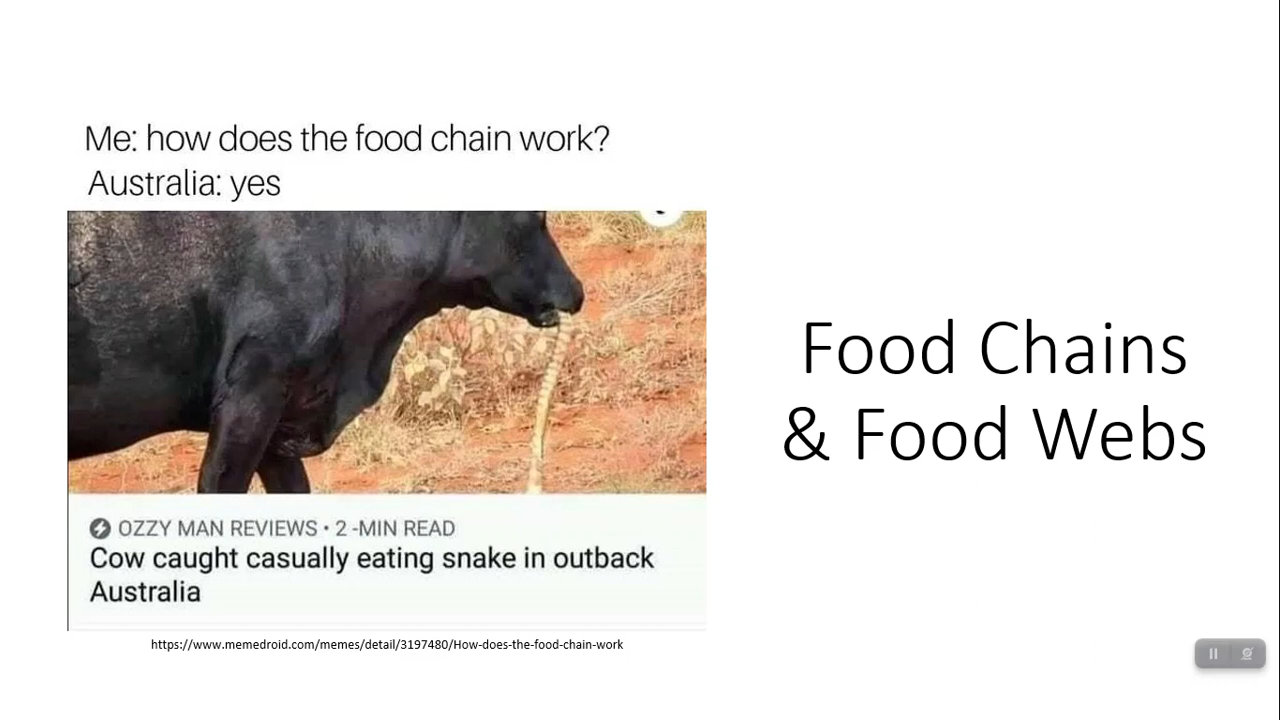 Me: how does the food chain work?
Australia: yes
OZZY MAN REVIEWS • 2 -MIN READ
Cow caught casually eating snake in outback
Australia
https://www.memedroid.com/memes/detail/3197480/How-does-the-food-chain-work
Food Chains
& Food Webs